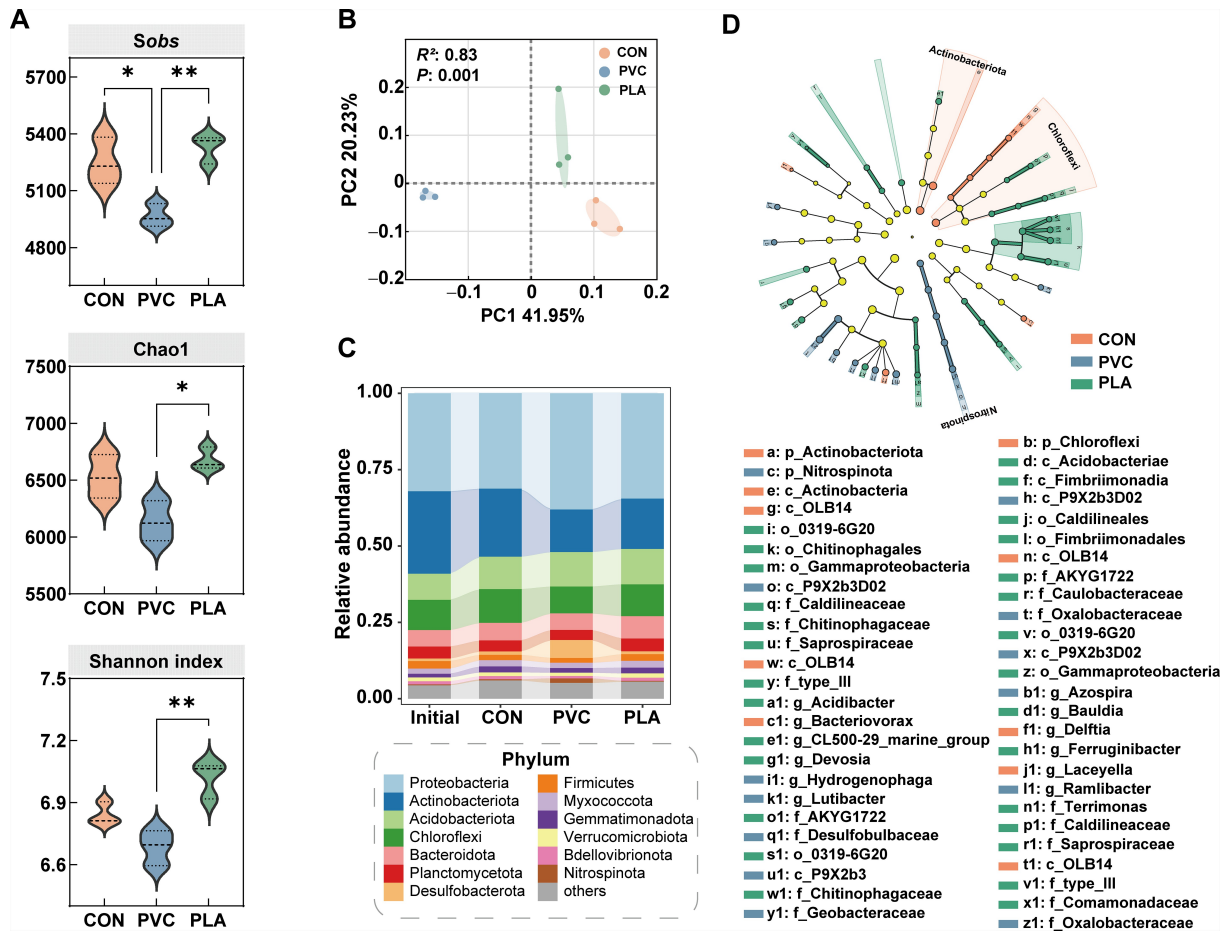 A
Sobs
5700
5400
5100
4800
*
**
CON PVC PLA
Chao1
7500
7000
6500
6000
5500
*
CON PVC PLA
Shannon index
7.5
7.2
6.9
6.6
**
CON PVC PLA
B
R²: 0.83
P: 0.001
CON
PVC
PLA
PC2 20.23%
0.2
0.1
0
−0.1
−0.2
−0.1 0 0.1 0.2
PC1 41.95%
C
Relative abundance
1.00
0.75
0.50
0.25
0.00
Initial CON PVC PLA
Phylum
Proteobacteria
Actinobacteriota
Acidobacteriota
Chloroflexi
Bacteroidota
Planctomycetota
Desulfobacterota
Firmicutes
Myxococcota
Gemmatimonadota
Verrucomicrobiota
Bdellovibrionota
Nitrospinota
others
D
Actinobacteriota
Chloroflexi
Nitrospinota
CON
PVC
PLA
a: p_Actinobacteriota
c: p_Nitrospinota
e: c_Actinobacteria
g: c_OLB14
i: o_0319-6G20
k: o_Chitinophagales
m: o_Gammaproteobacteria
o: c_P9X2b3D02
q: f_Caldilineaceae
s: f_Chitinophagaceae
u: f_Saprospiraceae
w: c_OLB14
y: f_type_III
a1: g_Acidibacter
c1: g_Bacteriovorax
e1: g_CL500-29_marine_group
g1: g_Devosia
i1: g_Hydrogenophaga
k1: g_Lutibacter
o1: f_AKYG1722
q1: f_Desulfobulbaceae
s1: o_0319-6G20
u1: c_P9X2b3
w1: f_Chitinophagaceae
y1: f_Geobacteraceae
b: p_Chloroflexi
d: c_Acidobacteriae
f: c_Fimbriimonadia
h: c_P9X2b3D02
j: o_Caldilineales
l: o_Fimbriimonadales
n: c_OLB14
p: f_AKYG1722
r: f_Caulobacteraceae
t: f_Oxalobacteraceae
v: o_0319-6G20
x: c_P9X2b3D02
z: o_Gammaproteobacteria
b1: g_Azospira
d1: g_Bauldia
f1: g_Delftia
h1: g_Ferruginibacter
j1: g_Laceyella
l1: g_Ramlibacter
n1: f_Terrimonas
p1: f_Caldilineaceae
r1: f_Saprospiraceae
t1: c_OLB14
v1: f_type_III
x1: f_Comamonadaceae
z1: f_Oxalobacteraceae